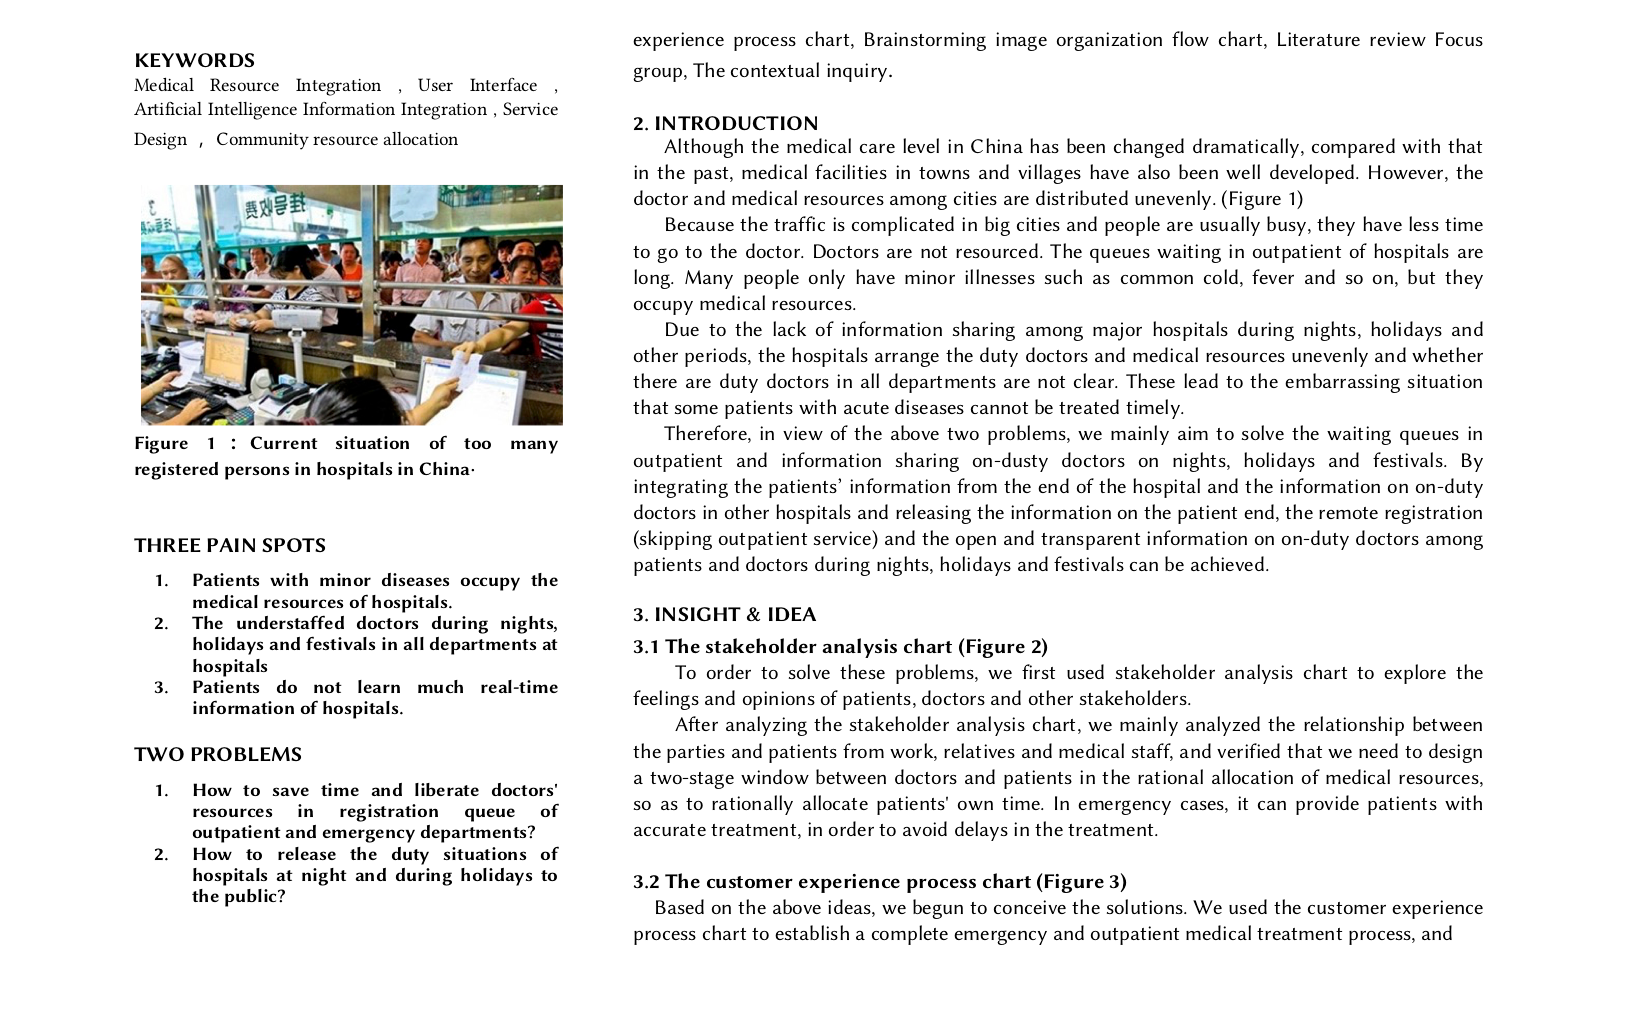 KEYWORDS
Medical Resource Integration , User Interface ,
Artificial Intelligence Information Integration , Service
Design ， Community resource allocation
挂号收费
3
Figure 1 : Current situation of too many
registered persons in hospitals in China·
THREE PAIN SPOTS
1. Patients with minor diseases occupy the
medical resources of hospitals.
2. The understaffed doctors during nights,
holidays and festivals in all departments at
hospitals
3. Patients do not learn much real-time
information of hospitals.
TWO PROBLEMS
1. How to save time and liberate doctors'
resources in registration queue of
outpatient and emergency departments?
2. How to release the duty situations of
hospitals at night and during holidays to
the public?
experience process chart, Brainstorming image organization flow chart, Literature review Focus
group, The contextual inquiry.
2. INTRODUCTION
Although the medical care level in China has been changed dramatically, compared with that
in the past, medical facilities in towns and villages have also been well developed. However, the
doctor and medical resources among cities are distributed unevenly. (Figure 1)
Because the traffic is complicated in big cities and people are usually busy, they have less time
to go to the doctor. Doctors are not resourced. The queues waiting in outpatient of hospitals are
long. Many people only have minor illnesses such as common cold, fever and so on, but they
occupy medical resources.
Due to the lack of information sharing among major hospitals during nights, holidays and
other periods, the hospitals arrange the duty doctors and medical resources unevenly and whether
there are duty doctors in all departments are not clear. These lead to the embarrassing situation
that some patients with acute diseases cannot be treated timely.
Therefore, in view of the above two problems, we mainly aim to solve the waiting queues in
outpatient and information sharing on-dusty doctors on nights, holidays and festivals. By
integrating the patients’ information from the end of the hospital and the information on on-duty
doctors in other hospitals and releasing the information on the patient end, the remote registration
(skipping outpatient service) and the open and transparent information on on-duty doctors among
patients and doctors during nights, holidays and festivals can be achieved.
3. INSIGHT & IDEA
3.1 The stakeholder analysis chart (Figure 2)
To order to solve these problems, we first used stakeholder analysis chart to explore the
feelings and opinions of patients, doctors and other stakeholders.
After analyzing the stakeholder analysis chart, we mainly analyzed the relationship between
the parties and patients from work, relatives and medical staff, and verified that we need to design
a two-stage window between doctors and patients in the rational allocation of medical resources,
so as to rationally allocate patients' own time. In emergency cases, it can provide patients with
accurate treatment, in order to avoid delays in the treatment.
3.2 The customer experience process chart (Figure 3)
Based on the above ideas, we begun to conceive the solutions. We used the customer experience
process chart to establish a complete emergency and outpatient medical treatment process, and